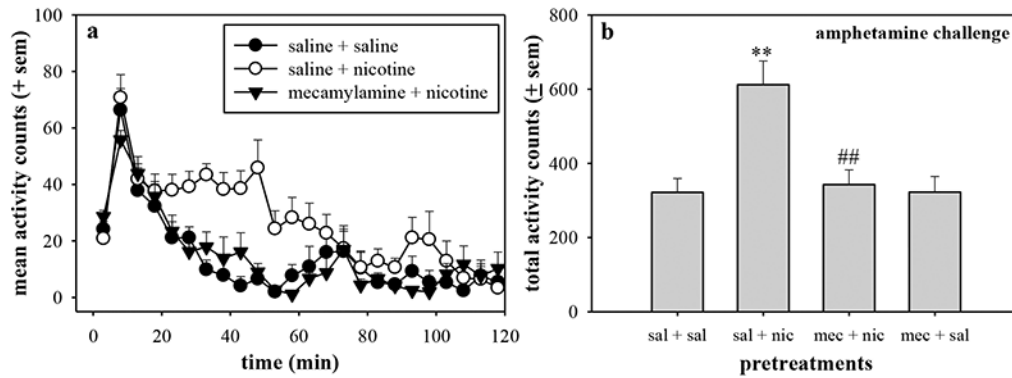 a
saline + saline
saline + nicotine
mecamylamine + nicotine
mean activity counts (+ sem)
100
80
60
40
20
0
0 20 40 60 80 100 120
time (min)
b
amphetamine challenge
**
##
total activity counts (± sem)
800
600
400
200
0
sal + sal sal + nic mec + nic mec + sal
pretreatments